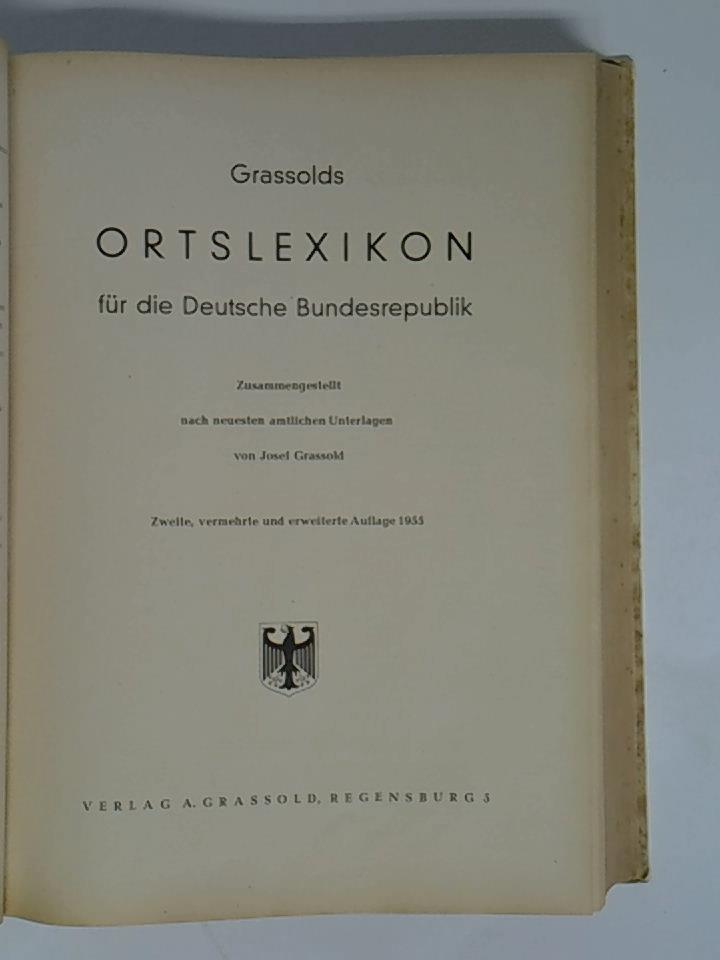 Grassolds
ORTSLEXIKON
für die Deutsche Bundesrepublik
Zusammengestellt
nach neuesten amtlichen Unterlagen
von Josef Grassold
Zweite, vermehrte und erweiterte Auflage 1955
VERLAG A. GRASSOLD, REGENSBURG 3